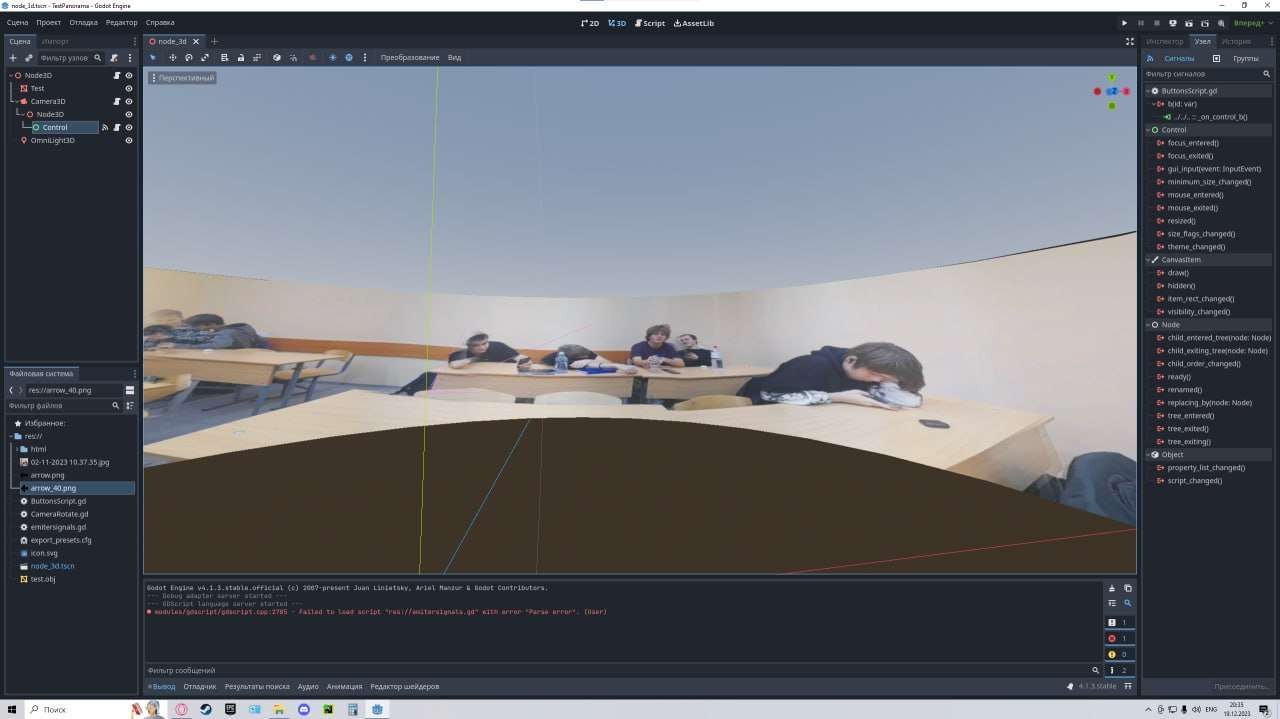 node_3d.tscn - TestPanorama - Godot Engine
Сцена Проект Отладка Редактор Справка
2D 3D Script AssetLib
Вперед+
Сцена Импорт
node_3d
Инспектор Узел История
Фильтр узлов
Преобразование Вид
Сигналы Группы
Перспективный
Фильтр сигналов
Node3D
Test
Camera3D
Node3D
Control
OmniLight3D
Y
Z
ButtonsScript.gd
b(id: var)
../../.. :: _on_control_b()
Control
focus_entered()
focus_exited()
gui_input(event: InputEvent)
minimum_size_changed()
mouse_entered()
mouse_exited()
resized()
size_flags_changed()
theme_changed()
CanvasItem
draw()
hidden()
item_rect_changed()
visibility_changed()
Node
child_entered_tree(node: Node)
child_exiting_tree(node: Node)
child_order_changed()
ready()
renamed()
replacing_by(node: Node)
tree_entered()
tree_exited()
tree_exiting()
Object
property_list_changed()
script_changed()
Файловая система
res://arrow_40.png
Фильтр файлов
Избранное:
res://
html
02-11-2023 10.37.35.jpg
arrow.png
arrow_40.png
ButtonsScript.gd
CameraRotate.gd
emitersignals.gd
export_presets.cfg
icon.svg
node_3d.tscn
test.obj
Godot Engine v4.1.3.stable.official (c) 2007-present Juan Linietsky, Ariel Manzur & Godot Contributors.
--- Debug adapter server started ---
--- GDScript language server started ---
modules/gdscript/gdscript.cpp:2785 - Failed to load script "res://emitersignals.gd" with error "Parse error". (User)
1
1
0
2
Фильтр сообщений
Вывод Отладчик Результаты поиска Аудио Анимация Редактор шейдеров
4.1.3.stable
Присоединить...
Поиск
ENG
20:35
18.12.2023